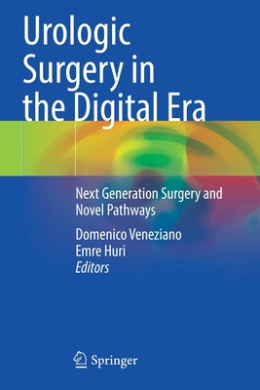 Urologic
Surgery in
the Digital Era
Next Generation Surgery and
Novel Pathways
Domenico Veneziano
Emre Huri
Editors
Springer